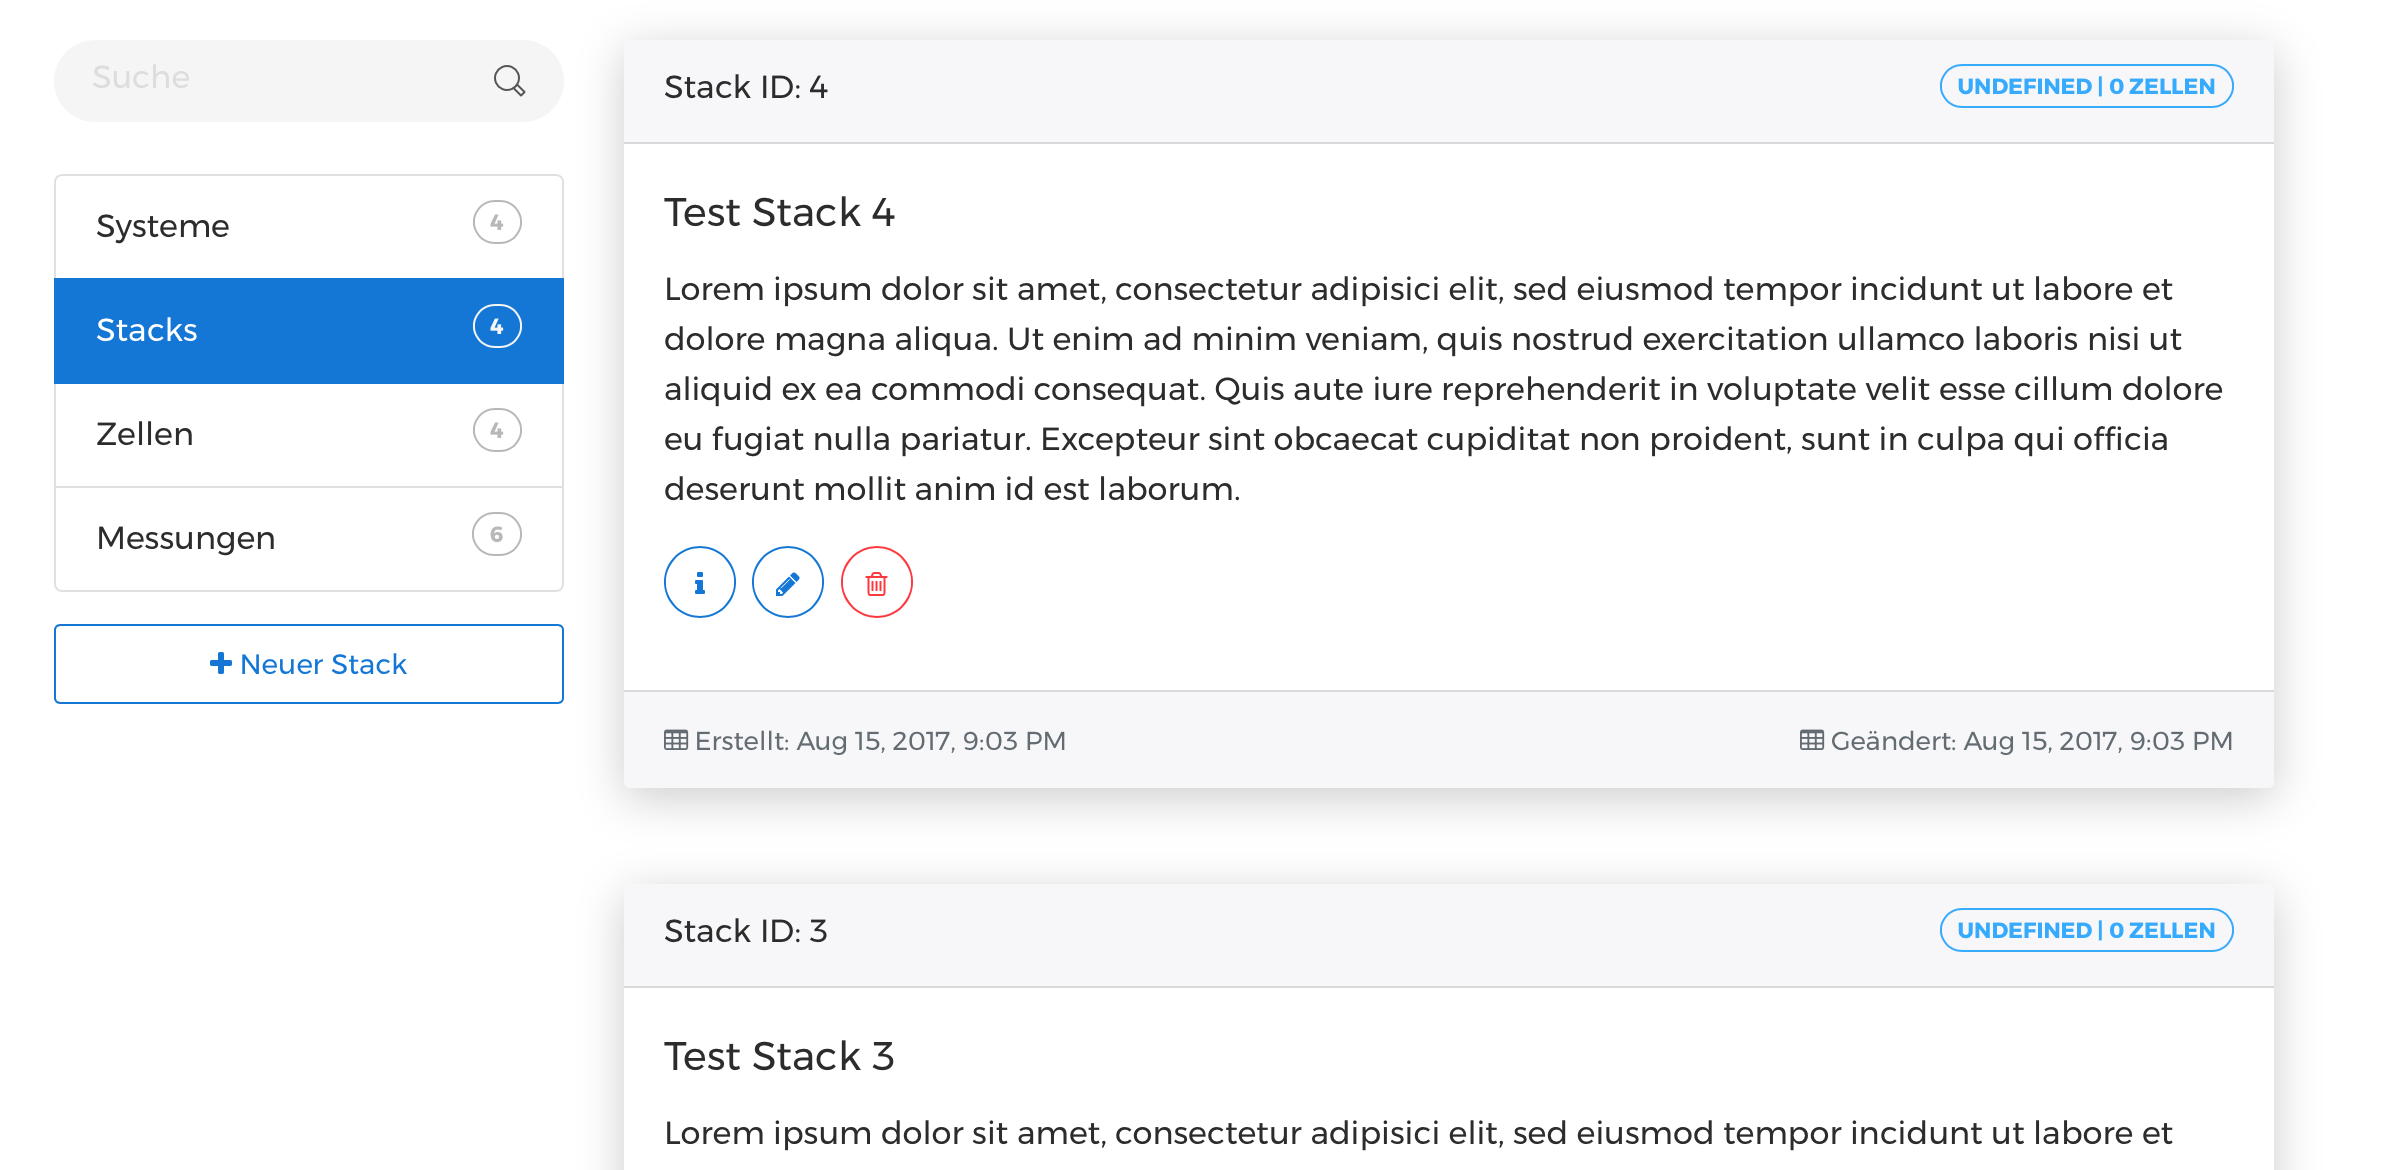 Suche
Systeme 4
Stacks 4
Zellen 4
Messungen 6
Neuer Stack
Stack ID: 4 UNDEFINED | 0 ZELLEN
Test Stack 4
Lorem ipsum dolor sit amet, consectetur adipisici elit, sed eiusmod tempor incidunt ut labore et
dolore magna aliqua. Ut enim ad minim veniam, quis nostrud exercitation ullamco laboris nisi ut
aliquid ex ea commodi consequat. Quis aute iure reprehenderit in voluptate velit esse cillum dolore
eu fugiat nulla pariatur. Excepteur sint obcaecat cupiditat non proident, sunt in culpa qui officia
deserunt mollit anim id est laborum.
Erstellt: Aug 15, 2017, 9:03 PM Geändert: Aug 15, 2017, 9:03 PM
Stack ID: 3 UNDEFINED | 0 ZELLEN
Test Stack 3
Lorem ipsum dolor sit amet, consectetur adipisici elit, sed eiusmod tempor incidunt ut labore et